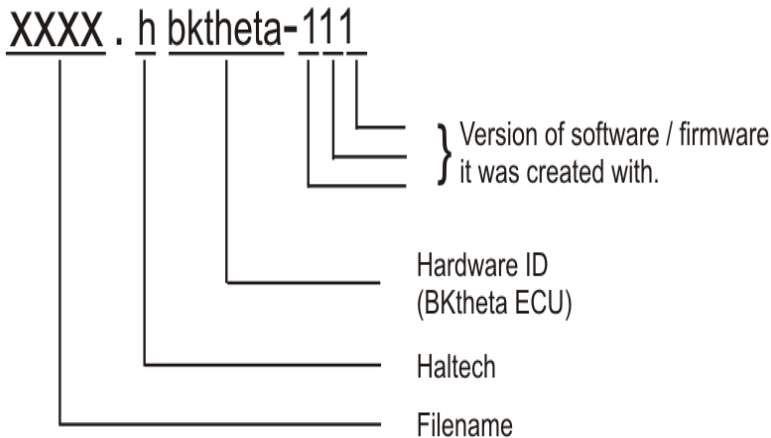 XXXX . h bktheta-111
} Version of software / firmware
it was created with.
Hardware ID
(BKtheta ECU)
Haltech
Filename